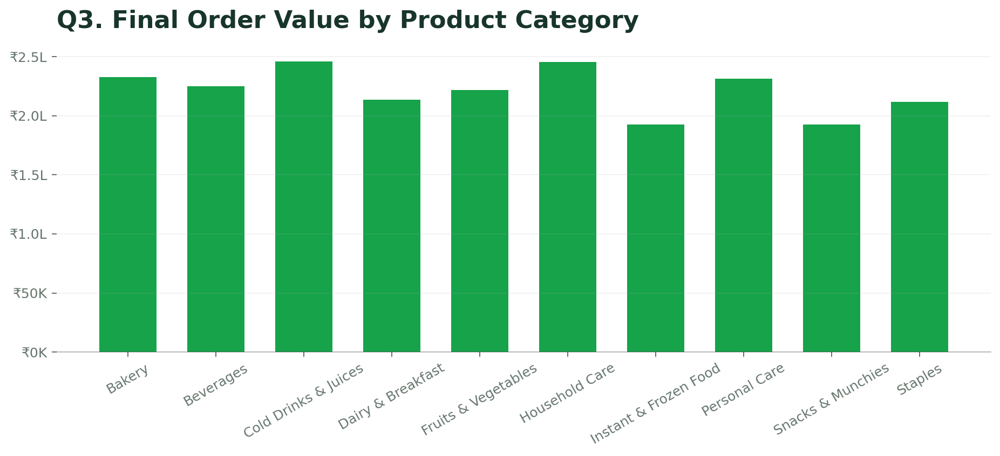 Q3. Final Order Value by Product Category
₹2.5L
₹2.0L
₹1.5L
₹1.0L
₹50K
₹0K
Bakery
Beverages
Cold Drinks & Juices
Dairy & Breakfast
Fruits & Vegetables
Household Care
Instant & Frozen Food
Personal Care
Snacks & Munchies
Staples